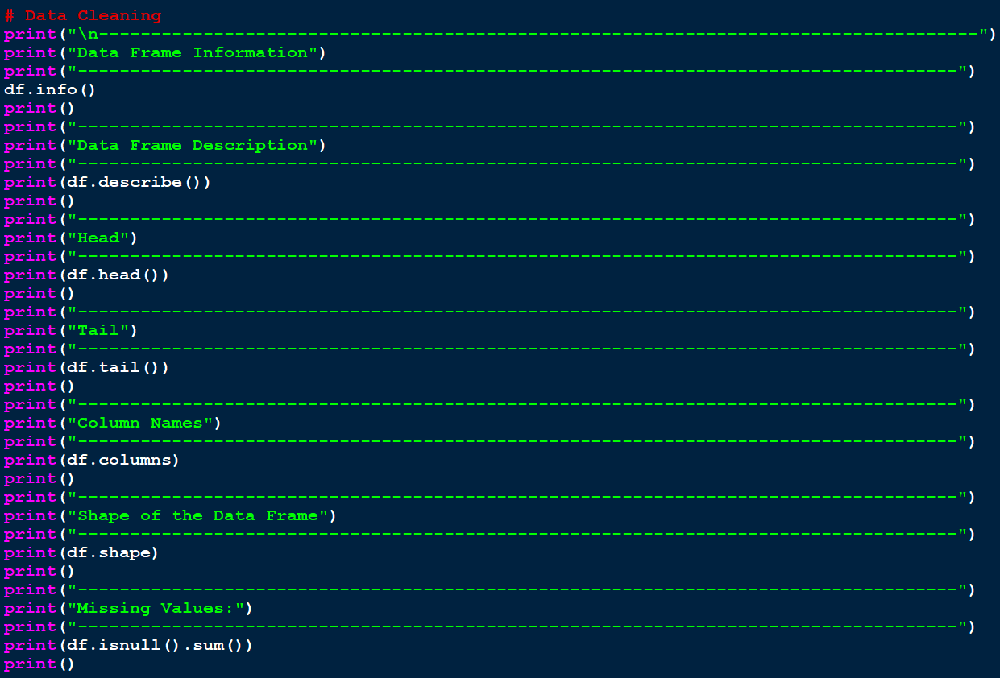 # Data Cleaning
print("\n------------------------------------------------------------------------------------")
print("Data Frame Information")
print("------------------------------------------------------------------------------------")
df.info()
print()
print("------------------------------------------------------------------------------------")
print("Data Frame Description")
print("------------------------------------------------------------------------------------")
print(df.describe())
print()
print("------------------------------------------------------------------------------------")
print("Head")
print("------------------------------------------------------------------------------------")
print(df.head())
print()
print("------------------------------------------------------------------------------------")
print("Tail")
print("------------------------------------------------------------------------------------")
print(df.tail())
print()
print("------------------------------------------------------------------------------------")
print("Column Names")
print("------------------------------------------------------------------------------------")
print(df.columns)
print()
print("------------------------------------------------------------------------------------")
print("Shape of the Data Frame")
print("------------------------------------------------------------------------------------")
print(df.shape)
print()
print("------------------------------------------------------------------------------------")
print("Missing Values:")
print("------------------------------------------------------------------------------------")
print(df.isnull().sum())
print()